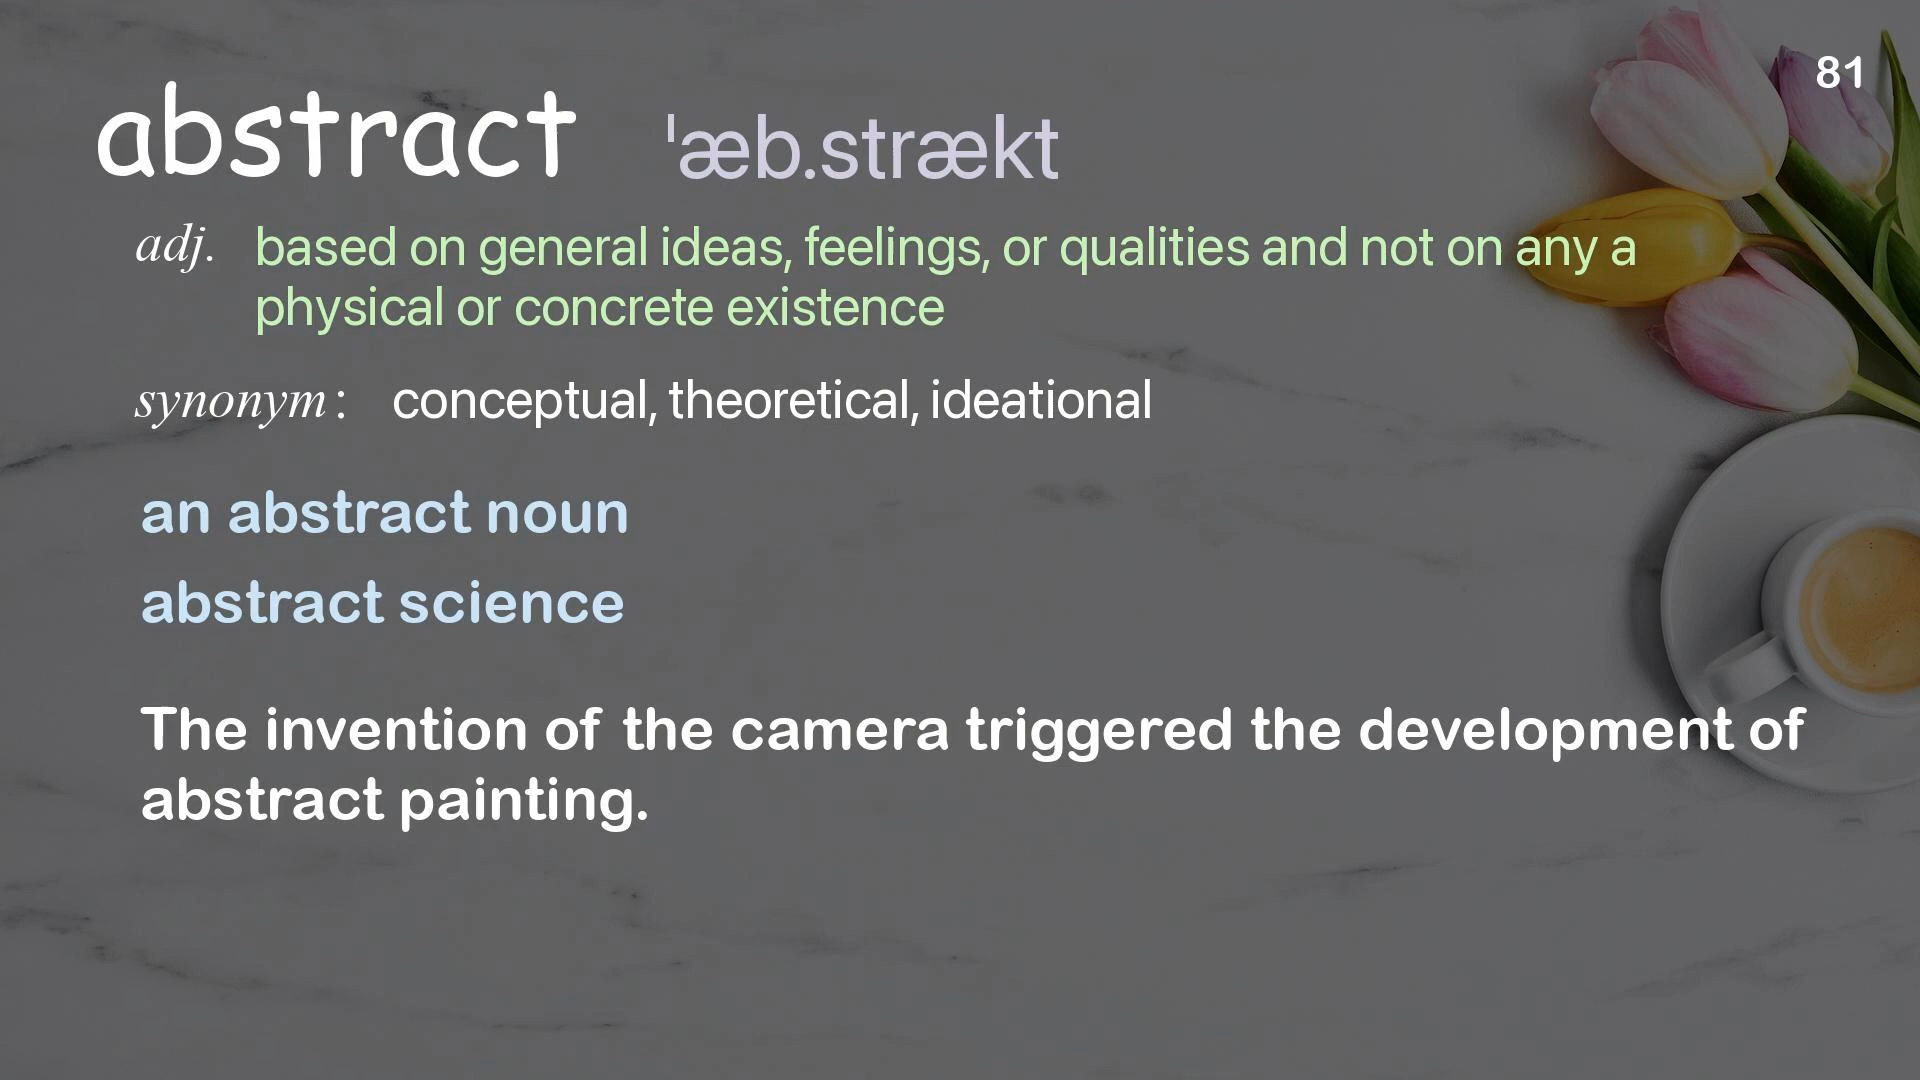 81
abstract ˈæb.strækt
adj. based on general ideas, feelings, or qualities and not on any a
physical or concrete existence
synonym : conceptual, theoretical, ideational
an abstract noun
abstract science
The invention of the camera triggered the development of
abstract painting.